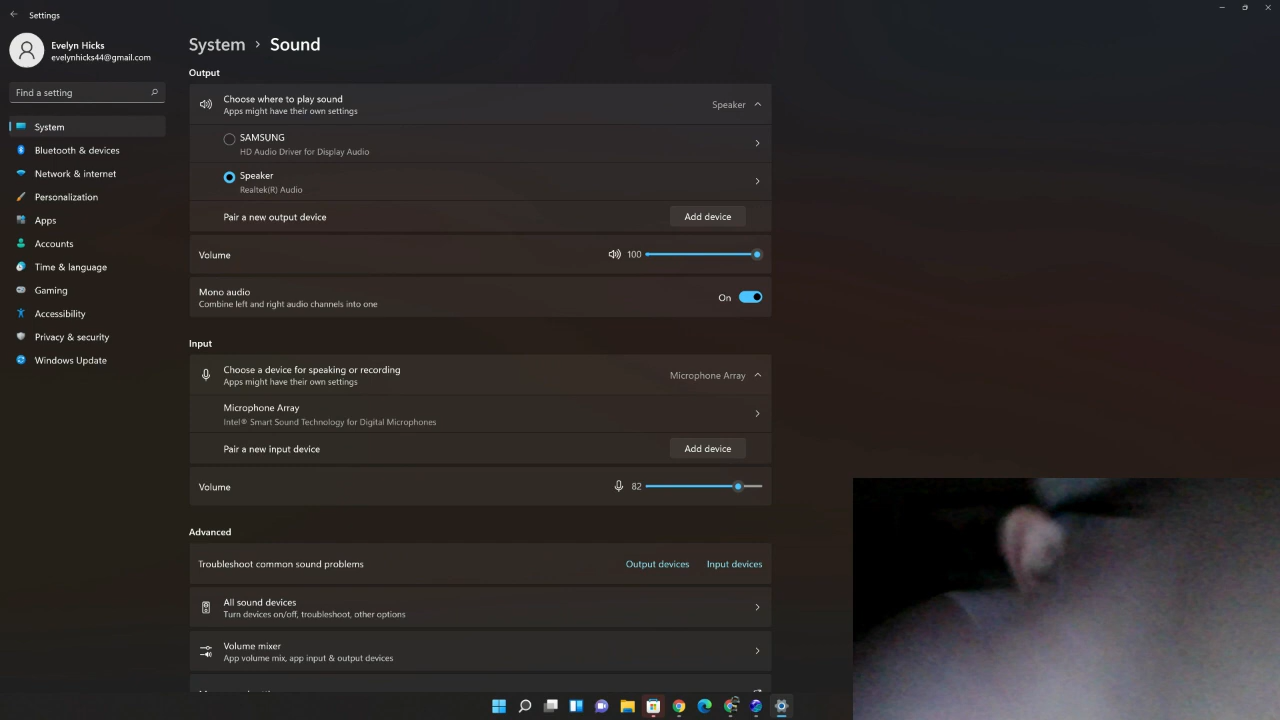 Settings
Evelyn Hicks
evelynhicks44@gmail.com
Find a setting
System
Bluetooth & devices
Network & internet
Personalization
Apps
Accounts
Time & language
Gaming
Accessibility
Privacy & security
Windows Update
System > Sound
Output
Choose where to play sound
Apps might have their own settings
Speaker
SAMSUNG
HD Audio Driver for Display Audio
Speaker
Realtek(R) Audio
Pair a new output device
Add device
Volume
100
Mono audio
Combine left and right audio channels into one
On
Input
Choose a device for speaking or recording
Apps might have their own settings
Microphone Array
Microphone Array
Intel® Smart Sound Technology for Digital Microphones
Pair a new input device
Add device
Volume
82
Advanced
Troubleshoot common sound problems
Output devices
Input devices
All sound devices
Turn devices on/off, troubleshoot, other options
Volume mixer
App volume mix, app input & output devices